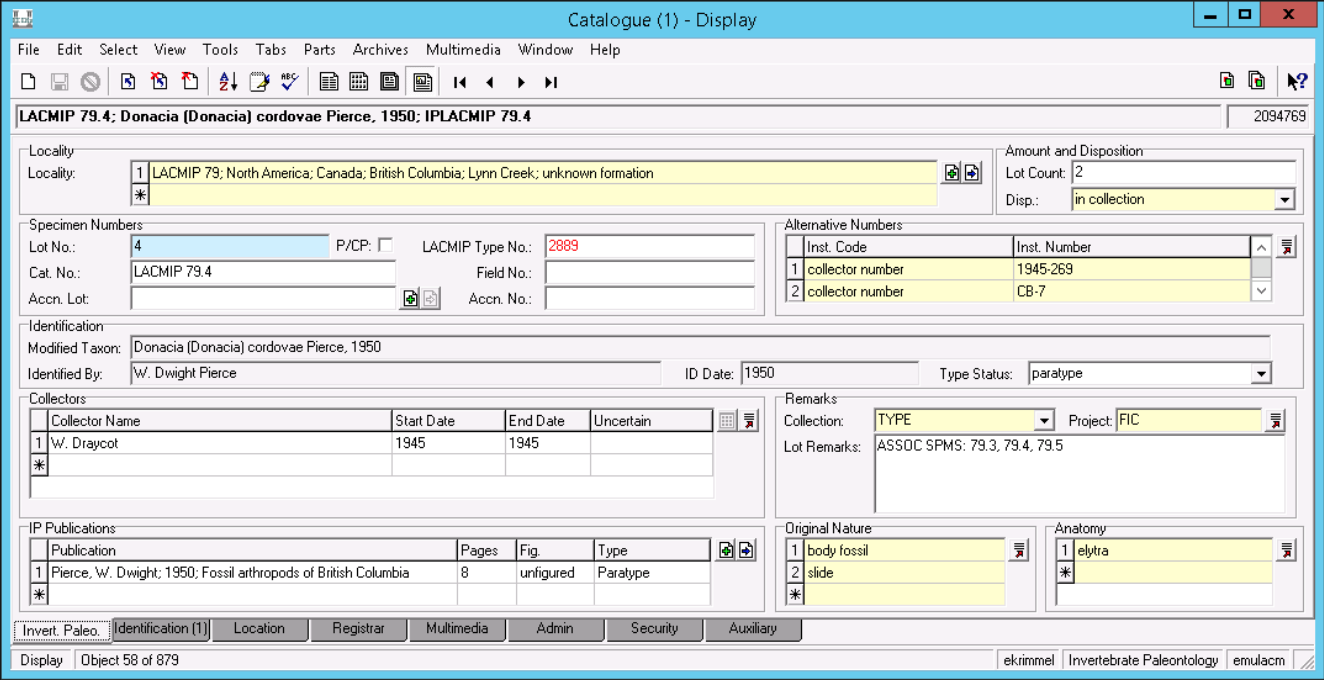 Catalogue (1) - Display
File Edit Select View Tools Tabs Parts Archives Multimedia Window Help
LACMIP 79.4; Donacia (Donacia) cordovae Pierce, 1950; IPLACMIP 79.4 2094769
Locality
Locality: 1 LACMIP 79; North America; Canada; British Columbia; Lynn Creek; unknown formation
Amount and Disposition
Lot Count: 2
Disp.: in collection
Specimen Numbers
Lot No.: 4 P/CP: LACMIP Type No.: 2889
Cat. No.: LACMIP 79.4 Field No.:
Accn. Lot: Accn. No.:
Alternative Numbers
Inst. Code Inst. Number
1 collector number 1945-269
2 collector number CB-7
Identification
Modified Taxon: Donacia (Donacia) cordovae Pierce, 1950
Identified By: W. Dwight Pierce ID Date: 1950 Type Status: paratype
Collectors
Collector Name Start Date End Date Uncertain
1 W. Draycot 1945 1945
Remarks
Collection: TYPE Project: FIC
Lot Remarks: ASSOC SPMS: 79.3, 79.4, 79.5
IP Publications
Publication Pages Fig. Type
1 Pierce, W. Dwight; 1950; Fossil arthropods of British Columbia 8 unfigured Paratype
Original Nature
1 body fossil
2 slide
Anatomy
1 elytra
Invert. Paleo. Identification (1) Location Registrar Multimedia Admin Security Auxiliary
Display Object 58 of 879 ekrimmel Invertebrate Paleontology emulacm